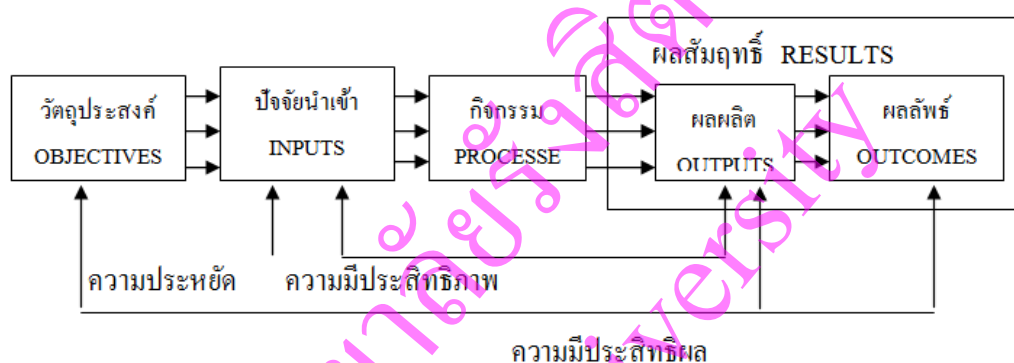 ผลสัมฤทธิ์ RESULTS
วัตถุประสงค์
OBJECTIVES
ปัจจัยนำเข้า
INPUTS
กิจกรรม
PROCESSE
ผลผลิต
OUTPUTS
ผลลัพธ์
OUTCOMES
ความประหยัด
ความมีประสิทธิภาพ
ความมีประสิทธิผล